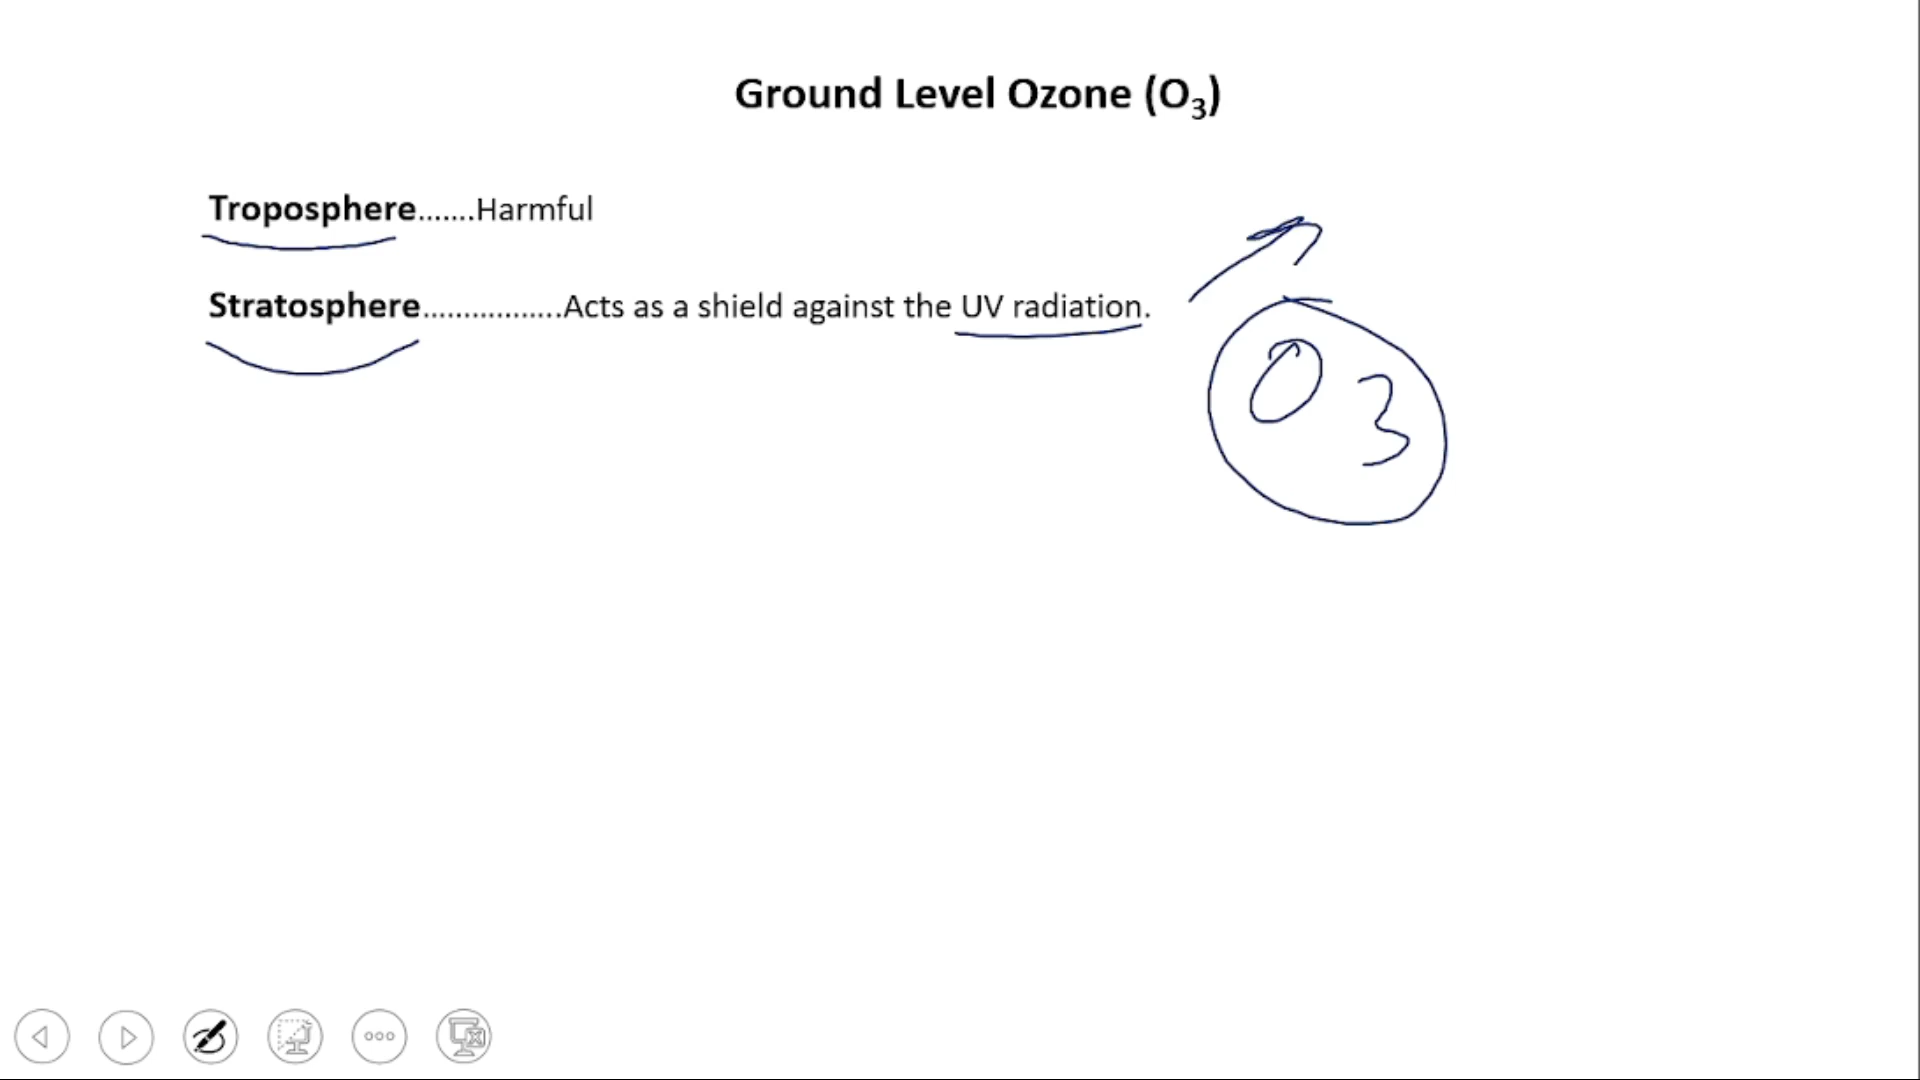 Ground Level Ozone (O₃)
Troposphere.......Harmful
Stratosphere.................Acts as a shield against the UV radiation.
O3